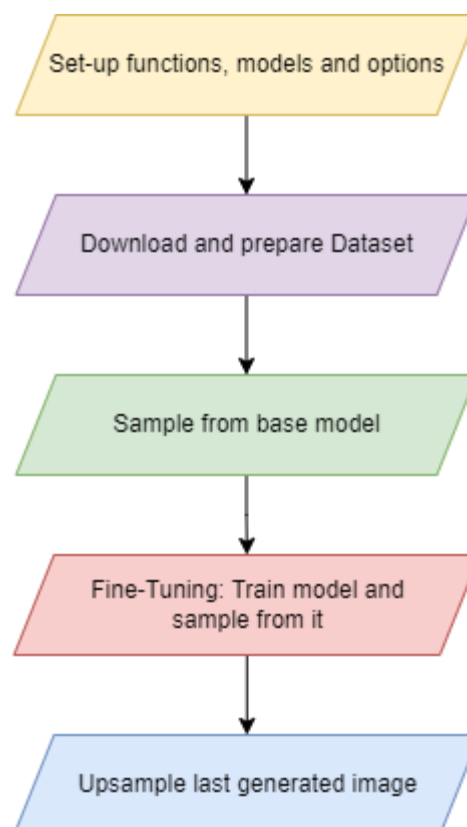 Set-up functions, models and options
Download and prepare Dataset
Sample from base model
Fine-Tuning: Train model and
sample from it
Upsample last generated image